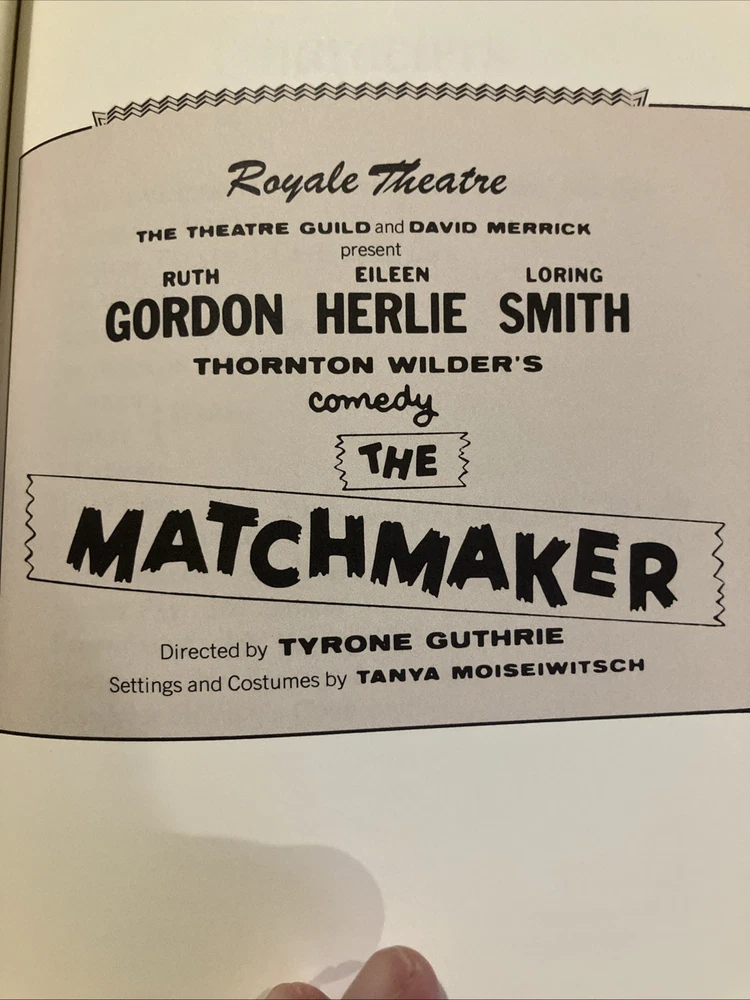 Royale Theatre
THE THEATRE GUILD and DAVID MERRICK
present
RUTH EILEEN LORING
GORDON HERLIE SMITH
THORNTON WILDER'S
comedy
THE
MATCHMAKER
Directed by TYRONE GUTHRIE
Settings and Costumes by TANYA MOISEIWITSCH